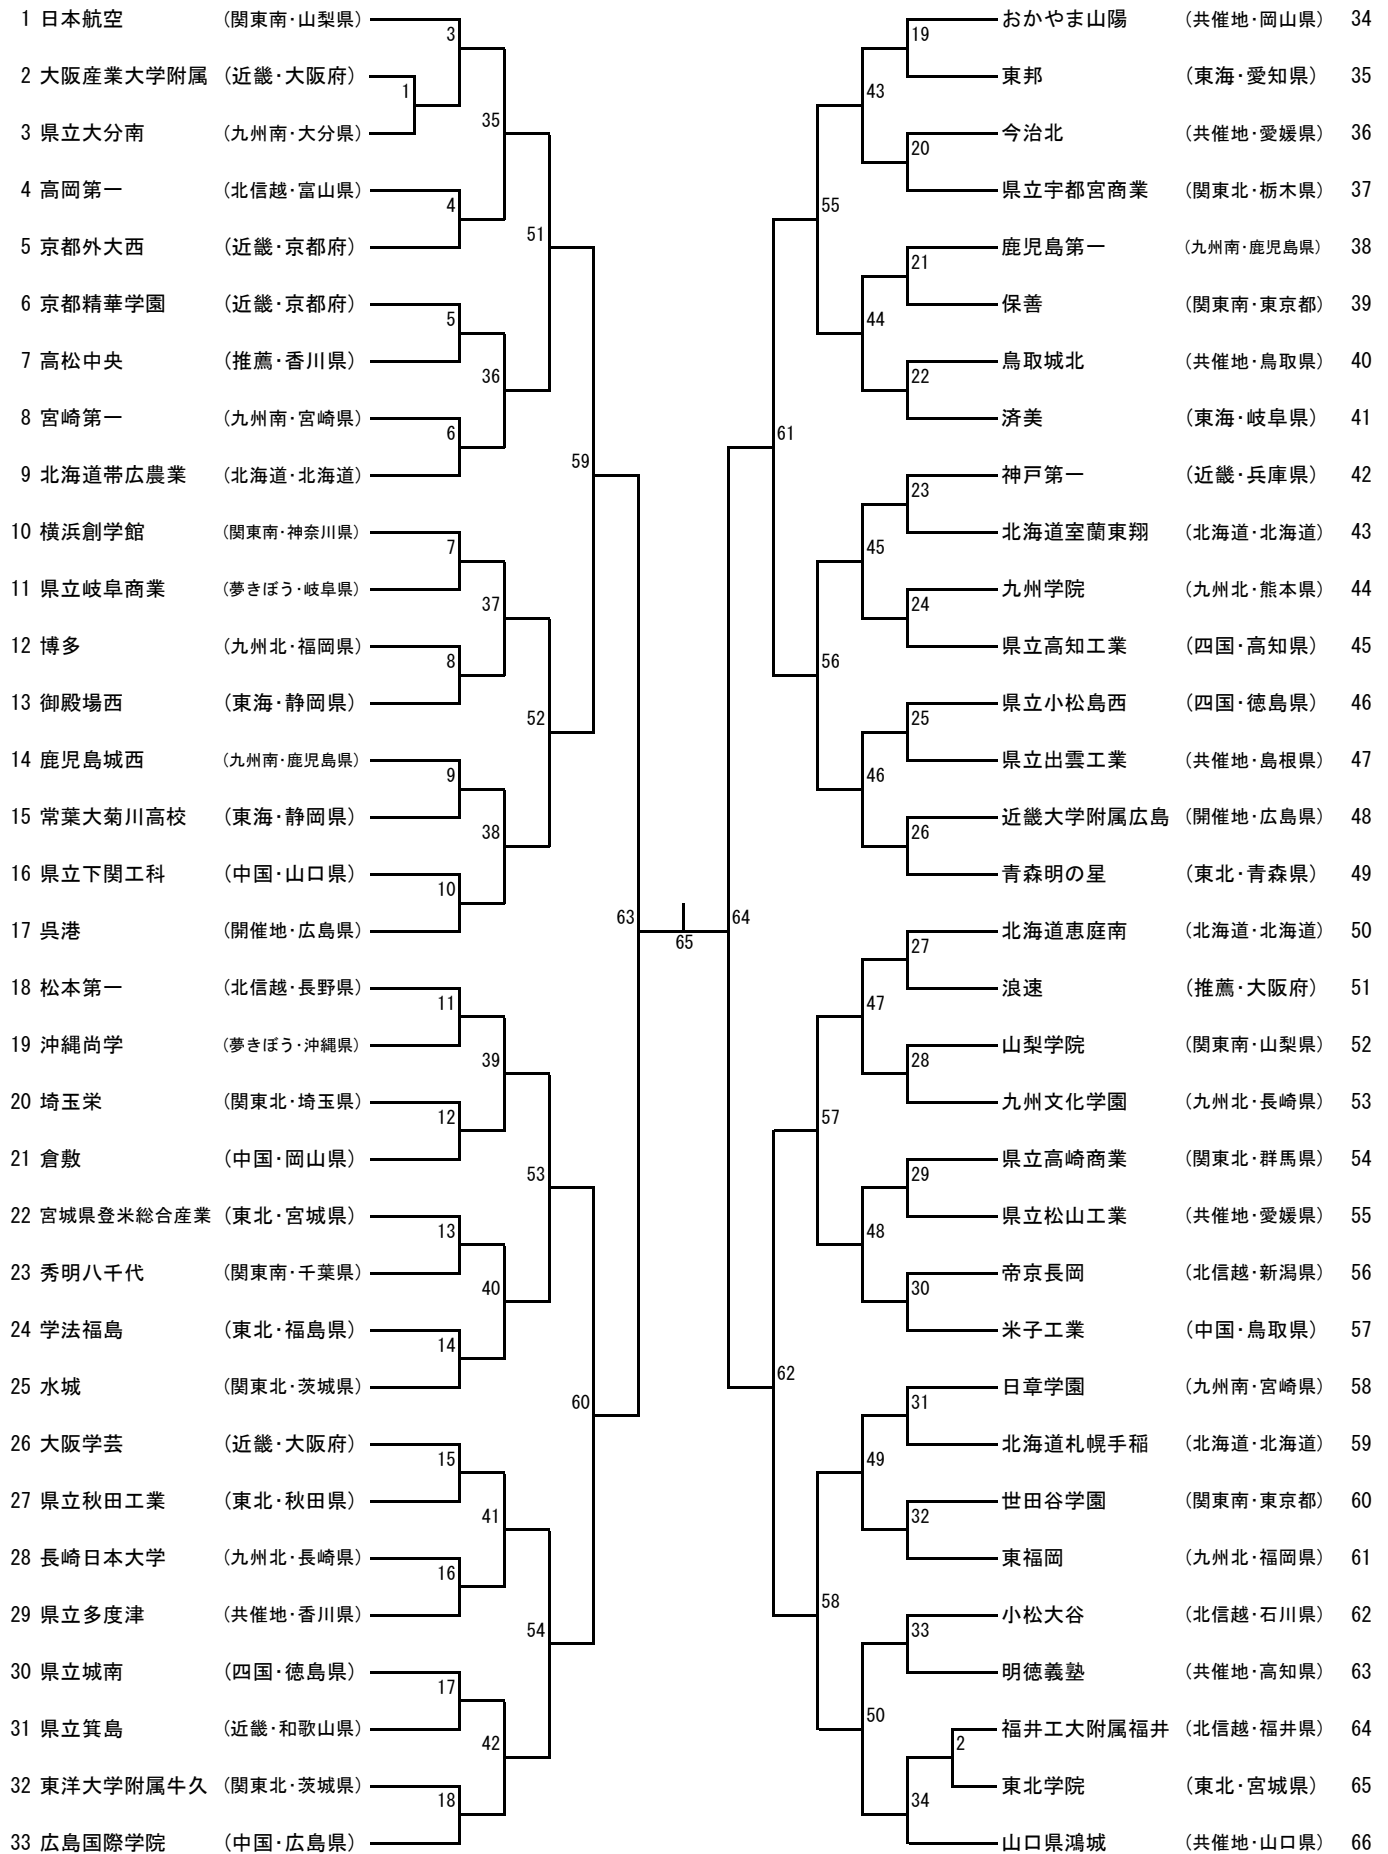 1 日本航空 (関東南・山梨県)
2 大阪産業大学附属 (近畿・大阪府)
3 県立大分南 (九州南・大分県)
4 高岡第一 (北信越・富山県)
5 京都外大西 (近畿・京都府)
6 京都精華学園 (近畿・京都府)
7 高松中央 (推薦・香川県)
8 宮崎第一 (九州南・宮崎県)
9 北海道帯広農業 (北海道・北海道)
10 横浜創学館 (関東南・神奈川県)
11 県立岐阜商業 (夢きぼう・岐阜県)
12 博多 (九州北・福岡県)
13 御殿場西 (東海・静岡県)
14 鹿児島城西 (九州南・鹿児島県)
15 常葉大菊川高校 (東海・静岡県)
16 県立下関工科 (中国・山口県)
17 呉港 (開催地・広島県)
18 松本第一 (北信越・長野県)
19 沖縄尚学 (夢きぼう・沖縄県)
20 埼玉栄 (関東北・埼玉県)
21 倉敷 (中国・岡山県)
22 宮城県登米総合産業 (東北・宮城県)
23 秀明八千代 (関東南・千葉県)
24 学法福島 (東北・福島県)
25 水城 (関東北・茨城県)
26 大阪学芸 (近畿・大阪府)
27 県立秋田工業 (東北・秋田県)
28 長崎日本大学 (九州北・長崎県)
29 県立多度津 (共催地・香川県)
30 県立城南 (四国・徳島県)
31 県立箕島 (近畿・和歌山県)
32 東洋大学附属牛久 (関東北・茨城県)
33 広島国際学院 (中国・広島県)
1
3
4
5
6
7
8
9
10
11
12
13
14
15
16
17
18
35
36
37
38
39
40
41
42
51
52
53
54
59
60
63
65
64
61
62
55
56
57
58
43
44
45
46
47
48
49
50
19
20
21
22
23
24
25
26
27
28
29
30
31
32
33
2
34
おかやま山陽 (共催地・岡山県) 34
東邦 (東海・愛知県) 35
今治北 (共催地・愛媛県) 36
県立宇都宮商業 (関東北・栃木県) 37
鹿児島第一 (九州南・鹿児島県) 38
保善 (関東南・東京都) 39
鳥取城北 (共催地・鳥取県) 40
済美 (東海・岐阜県) 41
神戸第一 (近畿・兵庫県) 42
北海道室蘭東翔 (北海道・北海道) 43
九州学院 (九州北・熊本県) 44
県立高知工業 (四国・高知県) 45
県立小松島西 (四国・徳島県) 46
県立出雲工業 (共催地・島根県) 47
近畿大学附属広島 (開催地・広島県) 48
青森明の星 (東北・青森県) 49
北海道恵庭南 (北海道・北海道) 50
浪速 (推薦・大阪府) 51
山梨学院 (関東南・山梨県) 52
九州文化学園 (九州北・長崎県) 53
県立高崎商業 (関東北・群馬県) 54
県立松山工業 (共催地・愛媛県) 55
帝京長岡 (北信越・新潟県) 56
米子工業 (中国・鳥取県) 57
日章学園 (九州南・宮崎県) 58
北海道札幌手稲 (北海道・北海道) 59
世田谷学園 (関東南・東京都) 60
東福岡 (九州北・福岡県) 61
小松大谷 (北信越・石川県) 62
明徳義塾 (共催地・高知県) 63
福井工大附属福井 (北信越・福井県) 64
東北学院 (東北・宮城県) 65
山口県鴻城 (共催地・山口県) 66